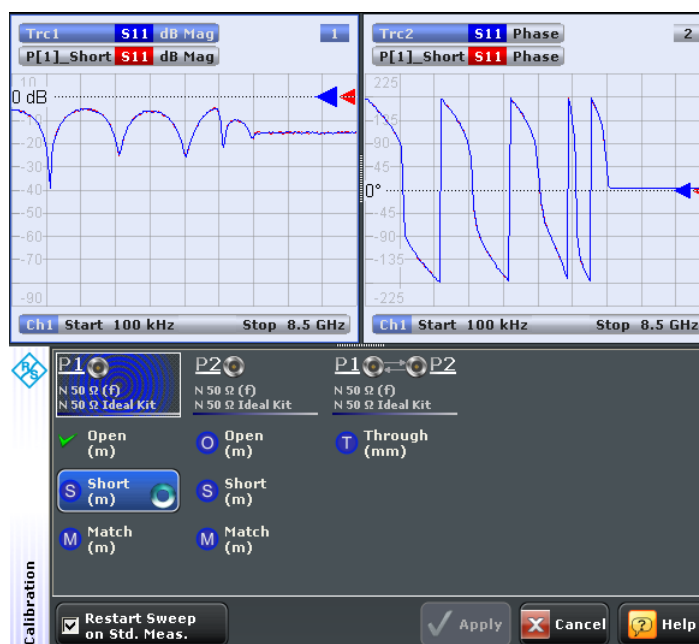 Trc1 S11 dB Mag 1
P[1]_Short S11 dB Mag
10
0 dB
-10
-20
-30
-40
-50
-60
-70
-90
Ch1 Start 100 kHz Stop 8.5 GHz
Trc2 S11 Phase 2
P[1]_Short S11 Phase
225
135
90
45
0°
-45
-90
-135
-225
Ch1 Start 100 kHz Stop 8.5 GHz
R/S
Calibration
P1
N 50 Ω (f)
N 50 Ω Ideal Kit
Open
(m)
S Short
(m)
M Match
(m)
P2
N 50 Ω (f)
N 50 Ω Ideal Kit
O Open
(m)
S Short
(m)
M Match
(m)
P1 P2
N 50 Ω (f)
N 50 Ω Ideal Kit
T Through
(mm)
Restart Sweep
on Std. Meas.
Apply
Cancel
Help